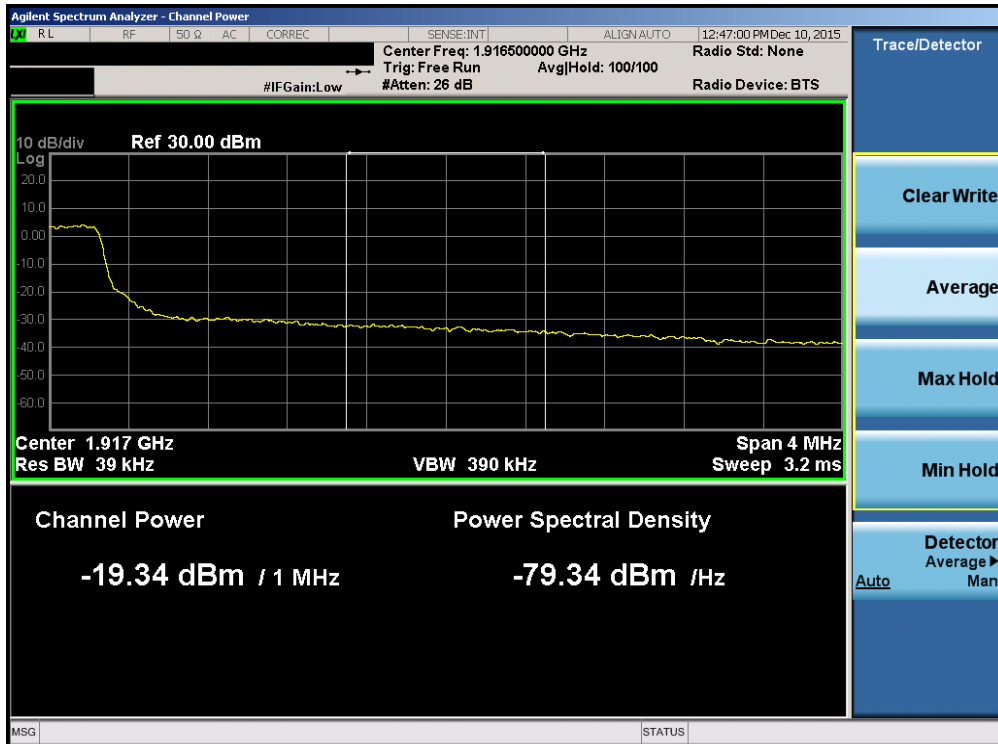 Agilent Spectrum Analyzer - Channel Power
LXI RL RF 50 Ω AC CORREC SENSE:INT ALIGN AUTO 12:47:00 PM Dec 10, 2015
Center Freq: 1.916500000 GHz Radio Std: None
Trig: Free Run Avg|Hold: 100/100
#IFGain:Low #Atten: 26 dB Radio Device: BTS
10 dB/div Ref 30.00 dBm
Log
20.0
10.0
0.00
-10.0
-20.0
-30.0
-40.0
-50.0
-60.0
Center 1.917 GHz Span 4 MHz
Res BW 39 kHz VBW 390 kHz Sweep 3.2 ms
Channel Power Power Spectral Density
-19.34 dBm / 1 MHz -79.34 dBm /Hz
Trace/Detector
Clear Write
Average
Max Hold
Min Hold
Detector
Average▶
Auto Man
MSG STATUS